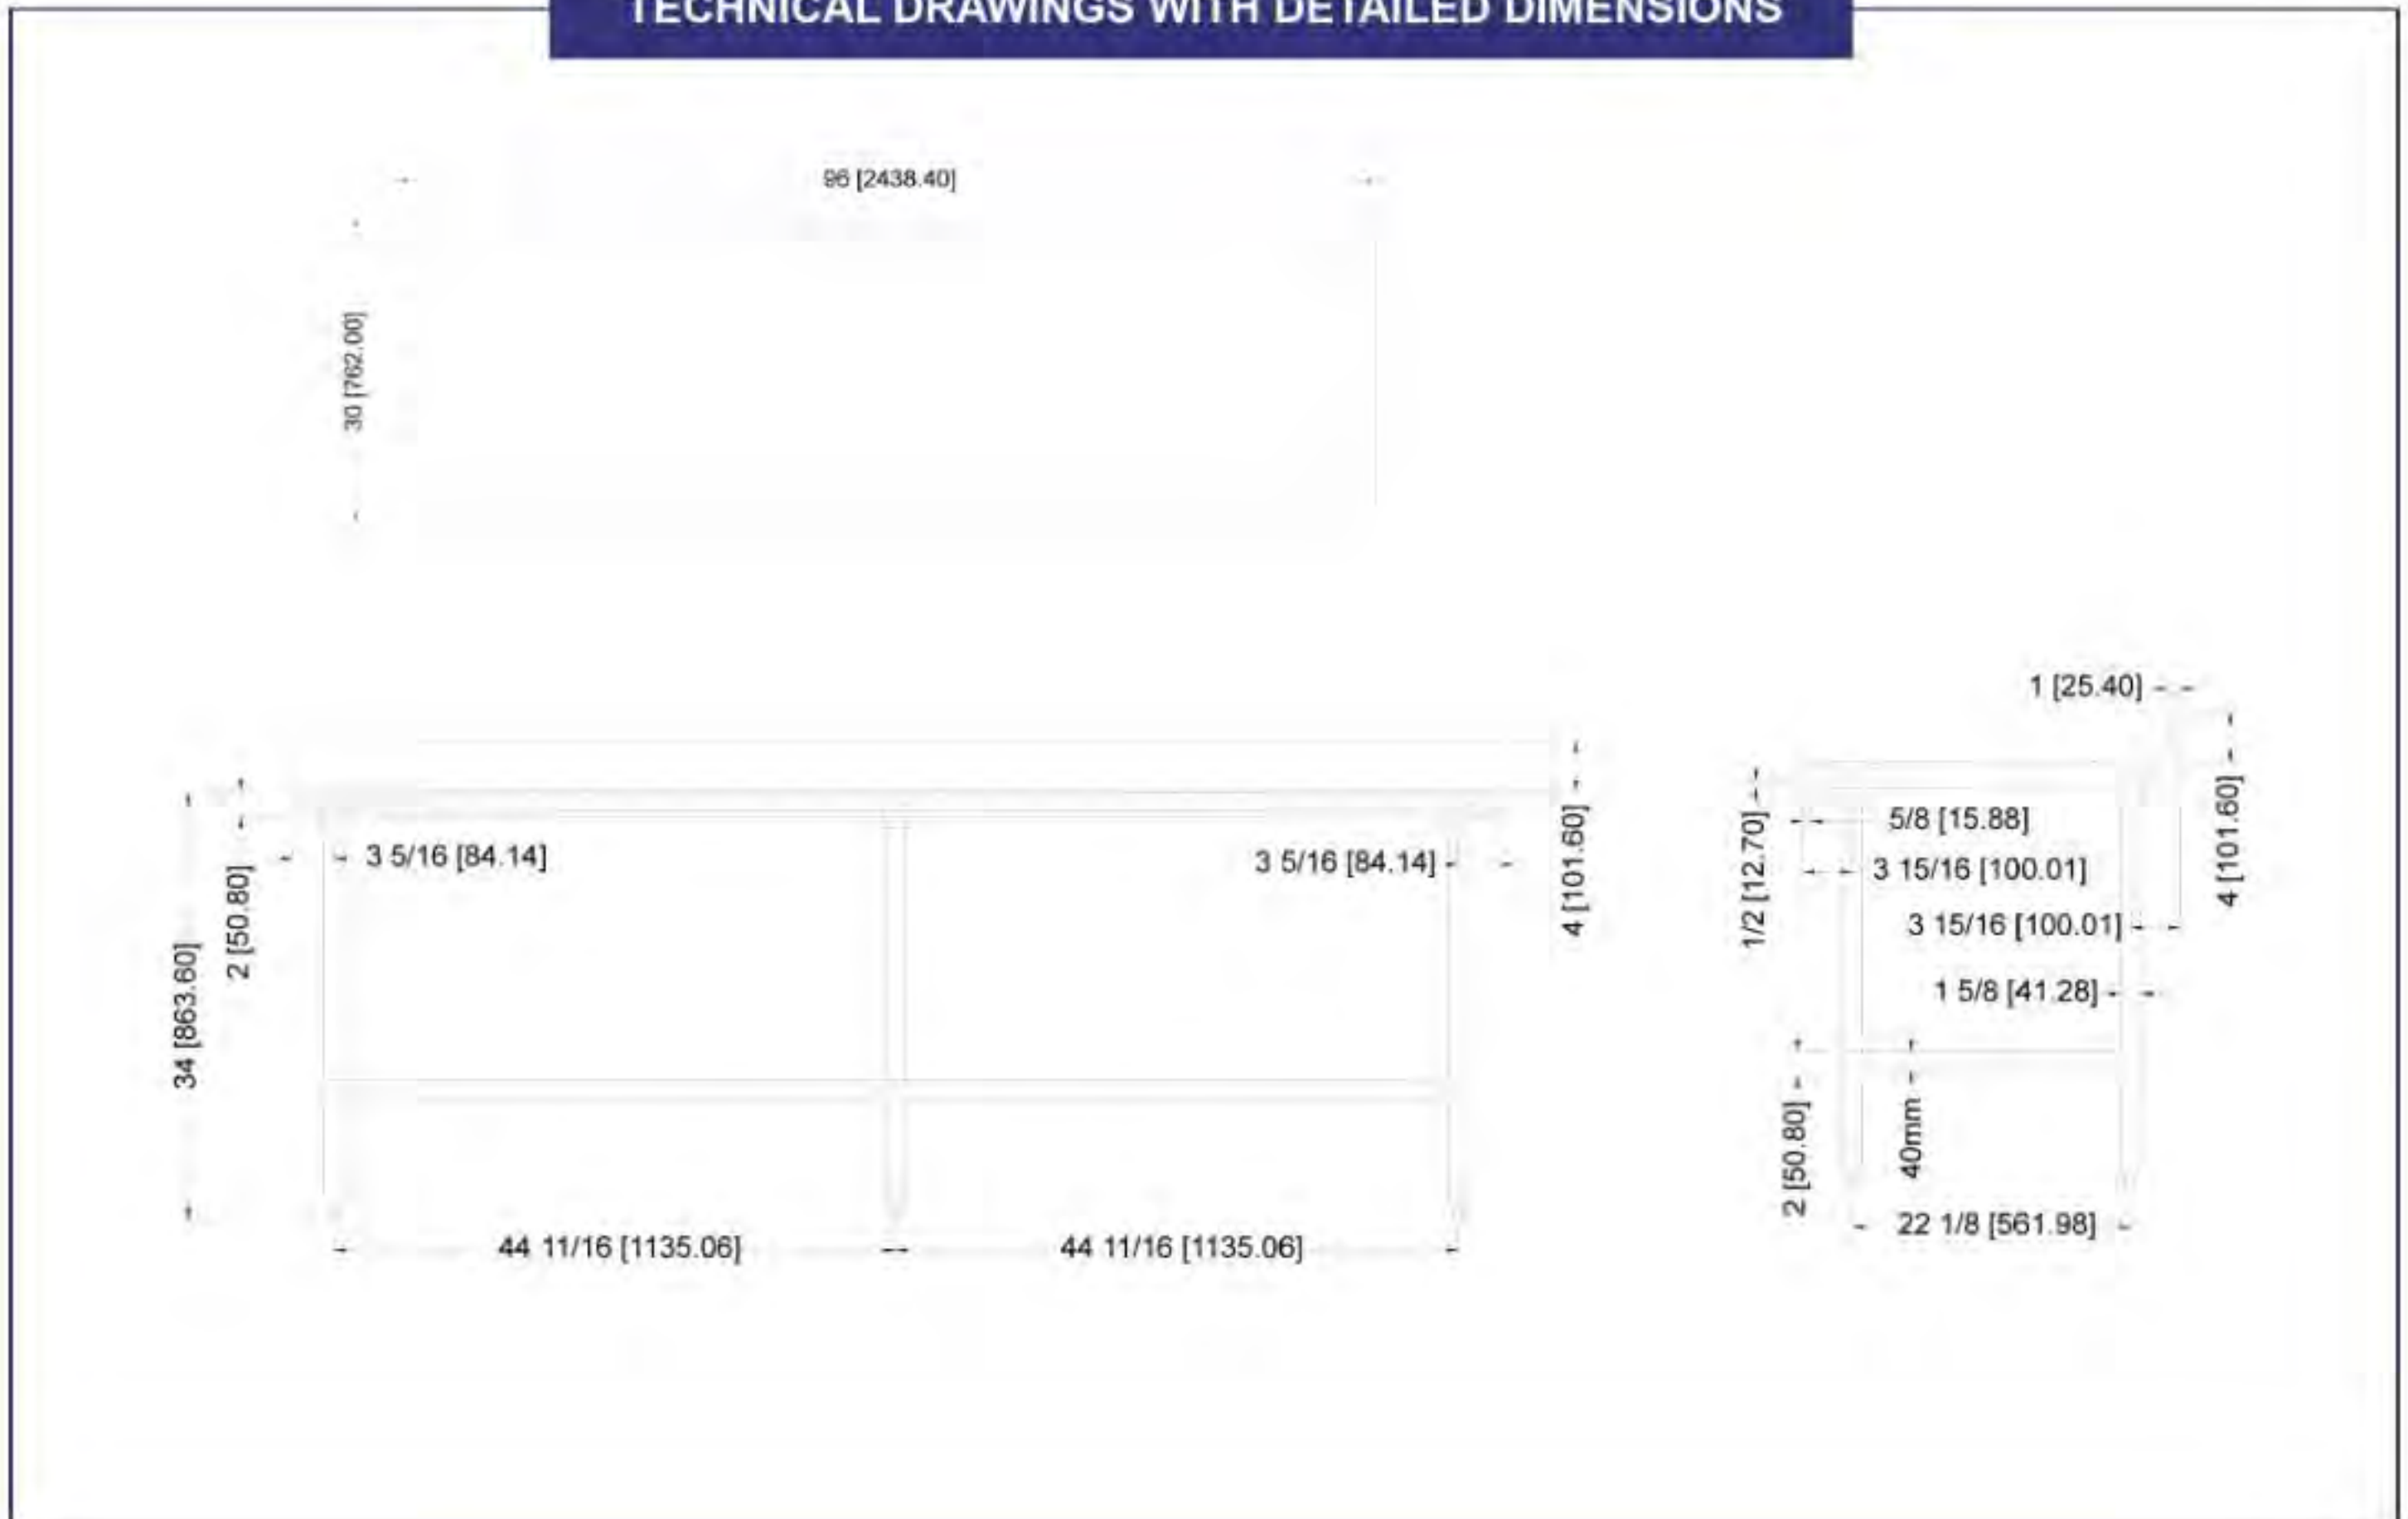 TECHNICAL DRAWINGS WITH DETAILED DIMENSIONS
96 [2438.40]
30 [762.00]
1 [25.40]
4 [101.60]
2 [50.80]
34 [863.60]
3 5/16 [84.14]
3 5/16 [84.14]
4 [101.60]
1/2 [12.70]
5/8 [15.88]
3 15/16 [100.01]
3 15/16 [100.01]
1 5/8 [41.28]
2 [50.80]
40mm
22 1/8 [561.98]
44 11/16 [1135.06]
44 11/16 [1135.06]